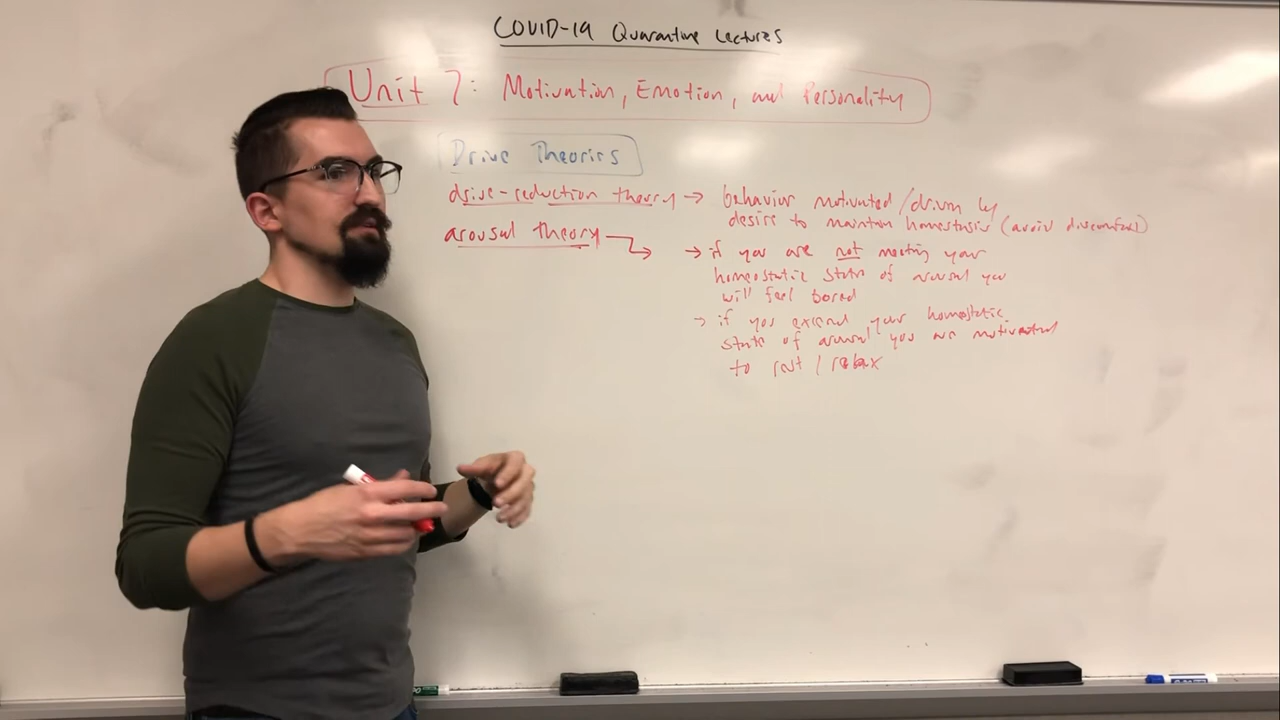 COVID-19 Quarantine Lectures
Unit 7: Motivation, Emotion, and Personality
Drive Theories
drive-reduction theory → behavior motivated/driven by
desire to maintain homeostasis (avoid discomfort)
arousal theory → → if you are not meeting your
homeostatic state of arousal you
will feel bored
→ if you exceed your homeostatic
state of arousal you are motivated
to rest / relax